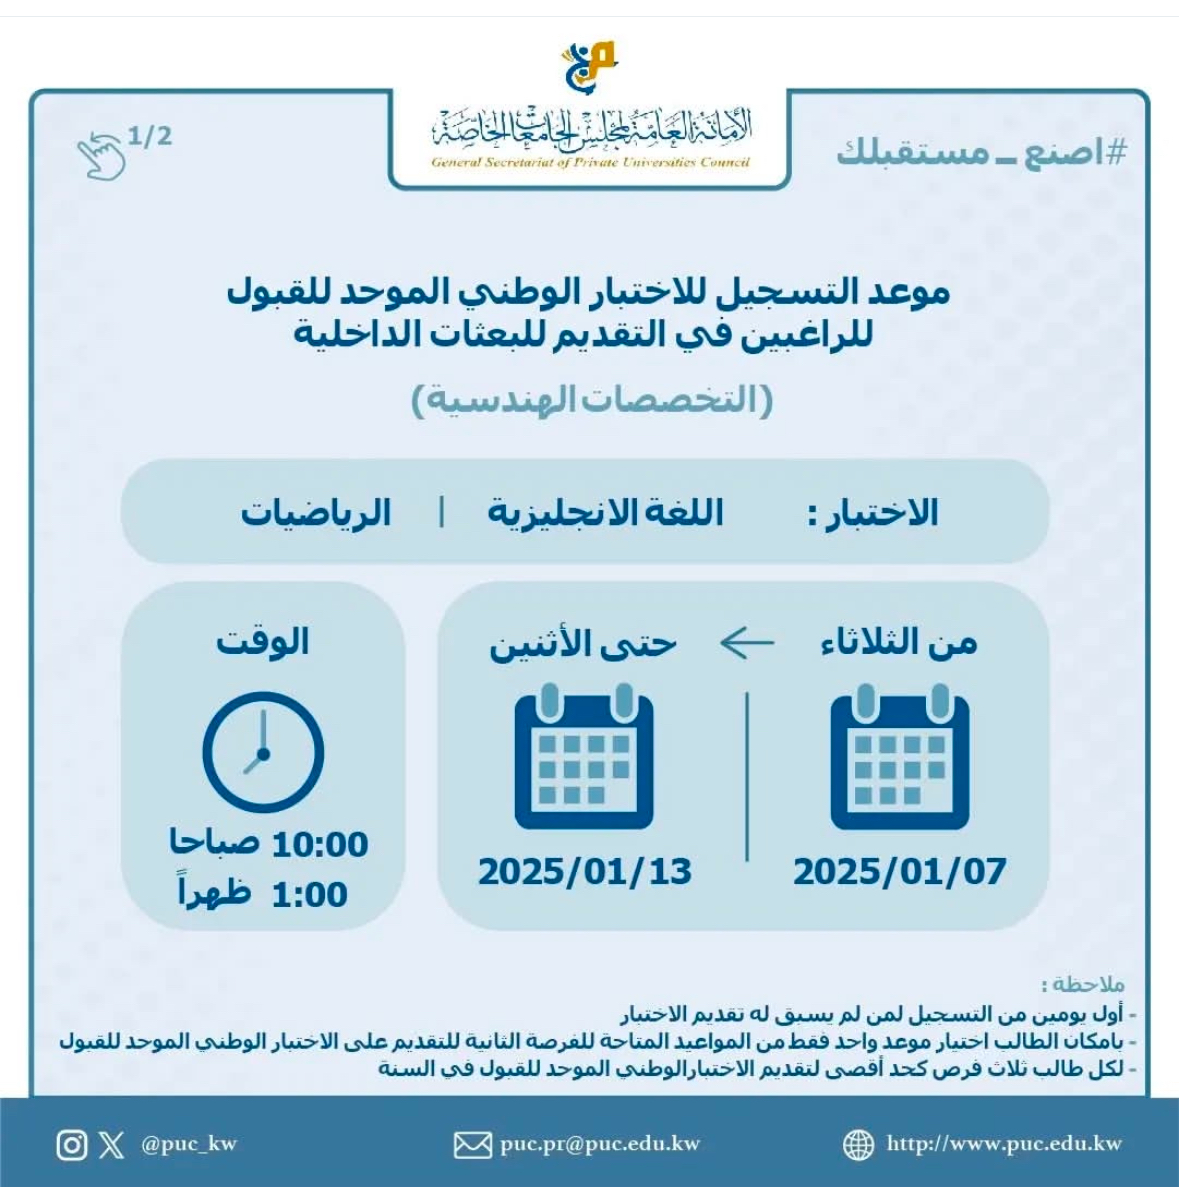 الأمانة العامة لمجلس الجامعات الخاصة
General Secretariat of Private Universities Council
#اصنع_مستقبلك
1/2
موعد التسجيل للاختبار الوطني الموحد للقبول
للراغبين في التقديم للبعثات الداخلية
(التخصصات الهندسية)
الاختبار : اللغة الانجليزية | الرياضيات
من الثلاثاء
حتى الأثنين
2025/01/07
2025/01/13
الوقت
10:00 صباحا
1:00 ظهراً
ملاحظة :
- أول يومين من التسجيل لمن لم يسبق له تقديم الاختبار
- بامكان الطالب اختيار موعد واحد فقط من المواعيد المتاحة للفرصة الثانية للتقديم على الاختبار الوطني الموحد للقبول
- لكل طالب ثلاث فرص كحد أقصى لتقديم الاختبارالوطني الموحد للقبول في السنة
@puc_kw
puc.pr@puc.edu.kw
http://www.puc.edu.kw